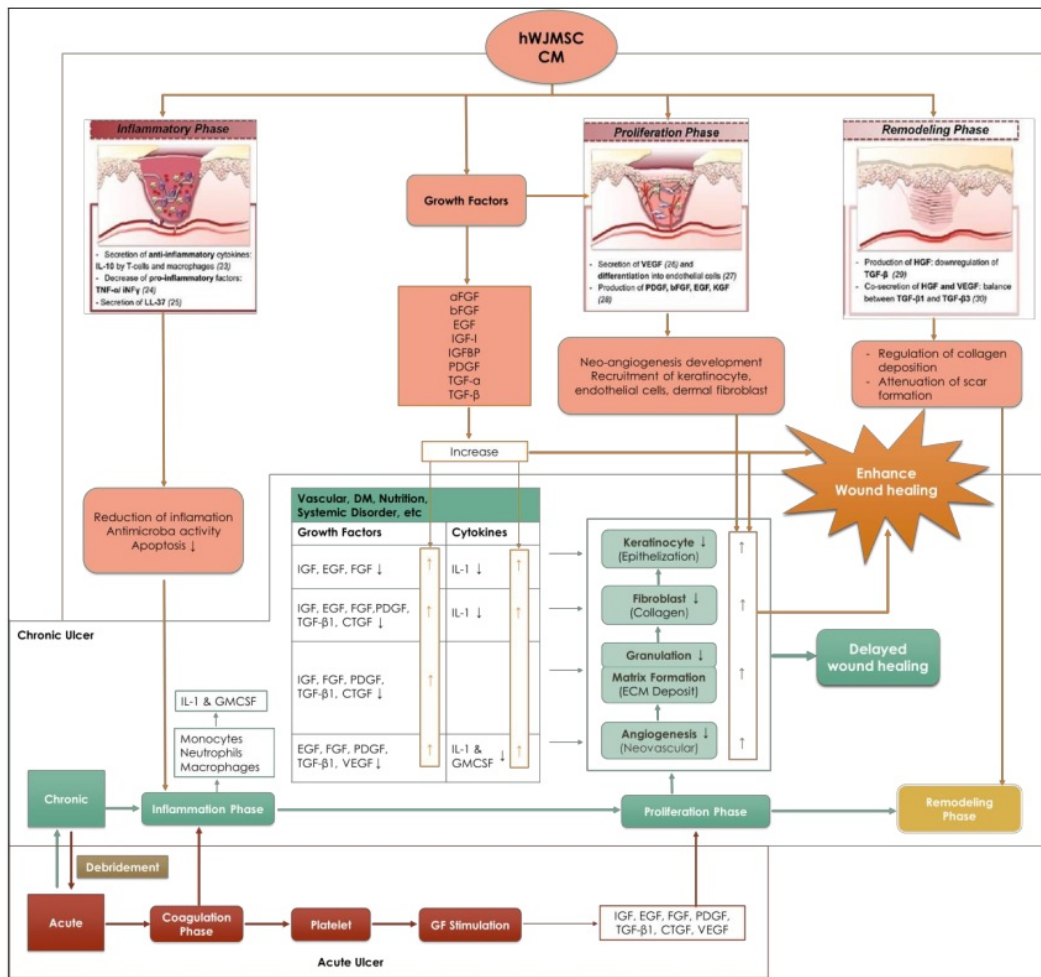 hWJMSC
CM
Inflammatory Phase
- Secretion of anti-inflammatory cytokines:
IL-10 by T-cells and macrophages (23)
- Decrease of pro-inflammatory factors:
TNF-α/ iNFγ (24)
- Secretion of LL-37 (25)
Growth Factors
Proliferation Phase
- Secretion of VEGF (26) and
differentiation into endothelial cells (27)
- Production of PDGF, bFGF, EGF, KGF
(28)
Remodeling Phase
- Production of HGF: downregulation of
TGF-β (29)
- Co-secretion of HGF and VEGF: balance
between TGF-β1 and TGF-β3 (30)
aFGF
bFGF
EGF
IGF-I
IGFBP
PDGF
TGF-α
TGF-β
Neo-angiogenesis development
Recruitment of keratinocyte,
endothelial cells, dermal fibroblast
- Regulation of collagen
deposition
- Attenuation of scar
formation
Increase
Enhance
Wound healing
Reduction of inflamation
Antimicroba activity
Apoptosis ↓
Vascular, DM, Nutrition,
Systemic Disorder, etc
Growth Factors
Cytokines
IGF, EGF, FGF ↓
↑
IL-1 ↓
↑
IGF, EGF, FGF,PDGF,
TGF-β1, CTGF ↓
↑
IL-1 ↓
↑
IGF, FGF, PDGF,
TGF-β1, CTGF ↓
↑
EGF, FGF, PDGF,
TGF-β1, VEGF ↓
↑
IL-1 &
GMCSF ↓
↑
Keratinocyte ↓
(Epithelization)
↑
Fibroblast ↓
(Collagen)
↑
Granulation ↓
Matrix Formation
(ECM Deposit)
↑
Angiogenesis ↓
(Neovascular)
↑
Delayed
wound healing
Chronic Ulcer
IL-1 & GMCSF
Monocytes
Neutrophils
Macrophages
Chronic
Inflammation Phase
Proliferation Phase
Remodeling
Phase
Debridement
Acute
Coagulation
Phase
Platelet
GF Stimulation
IGF, EGF, FGF, PDGF,
TGF-β1, CTGF, VEGF
Acute Ulcer